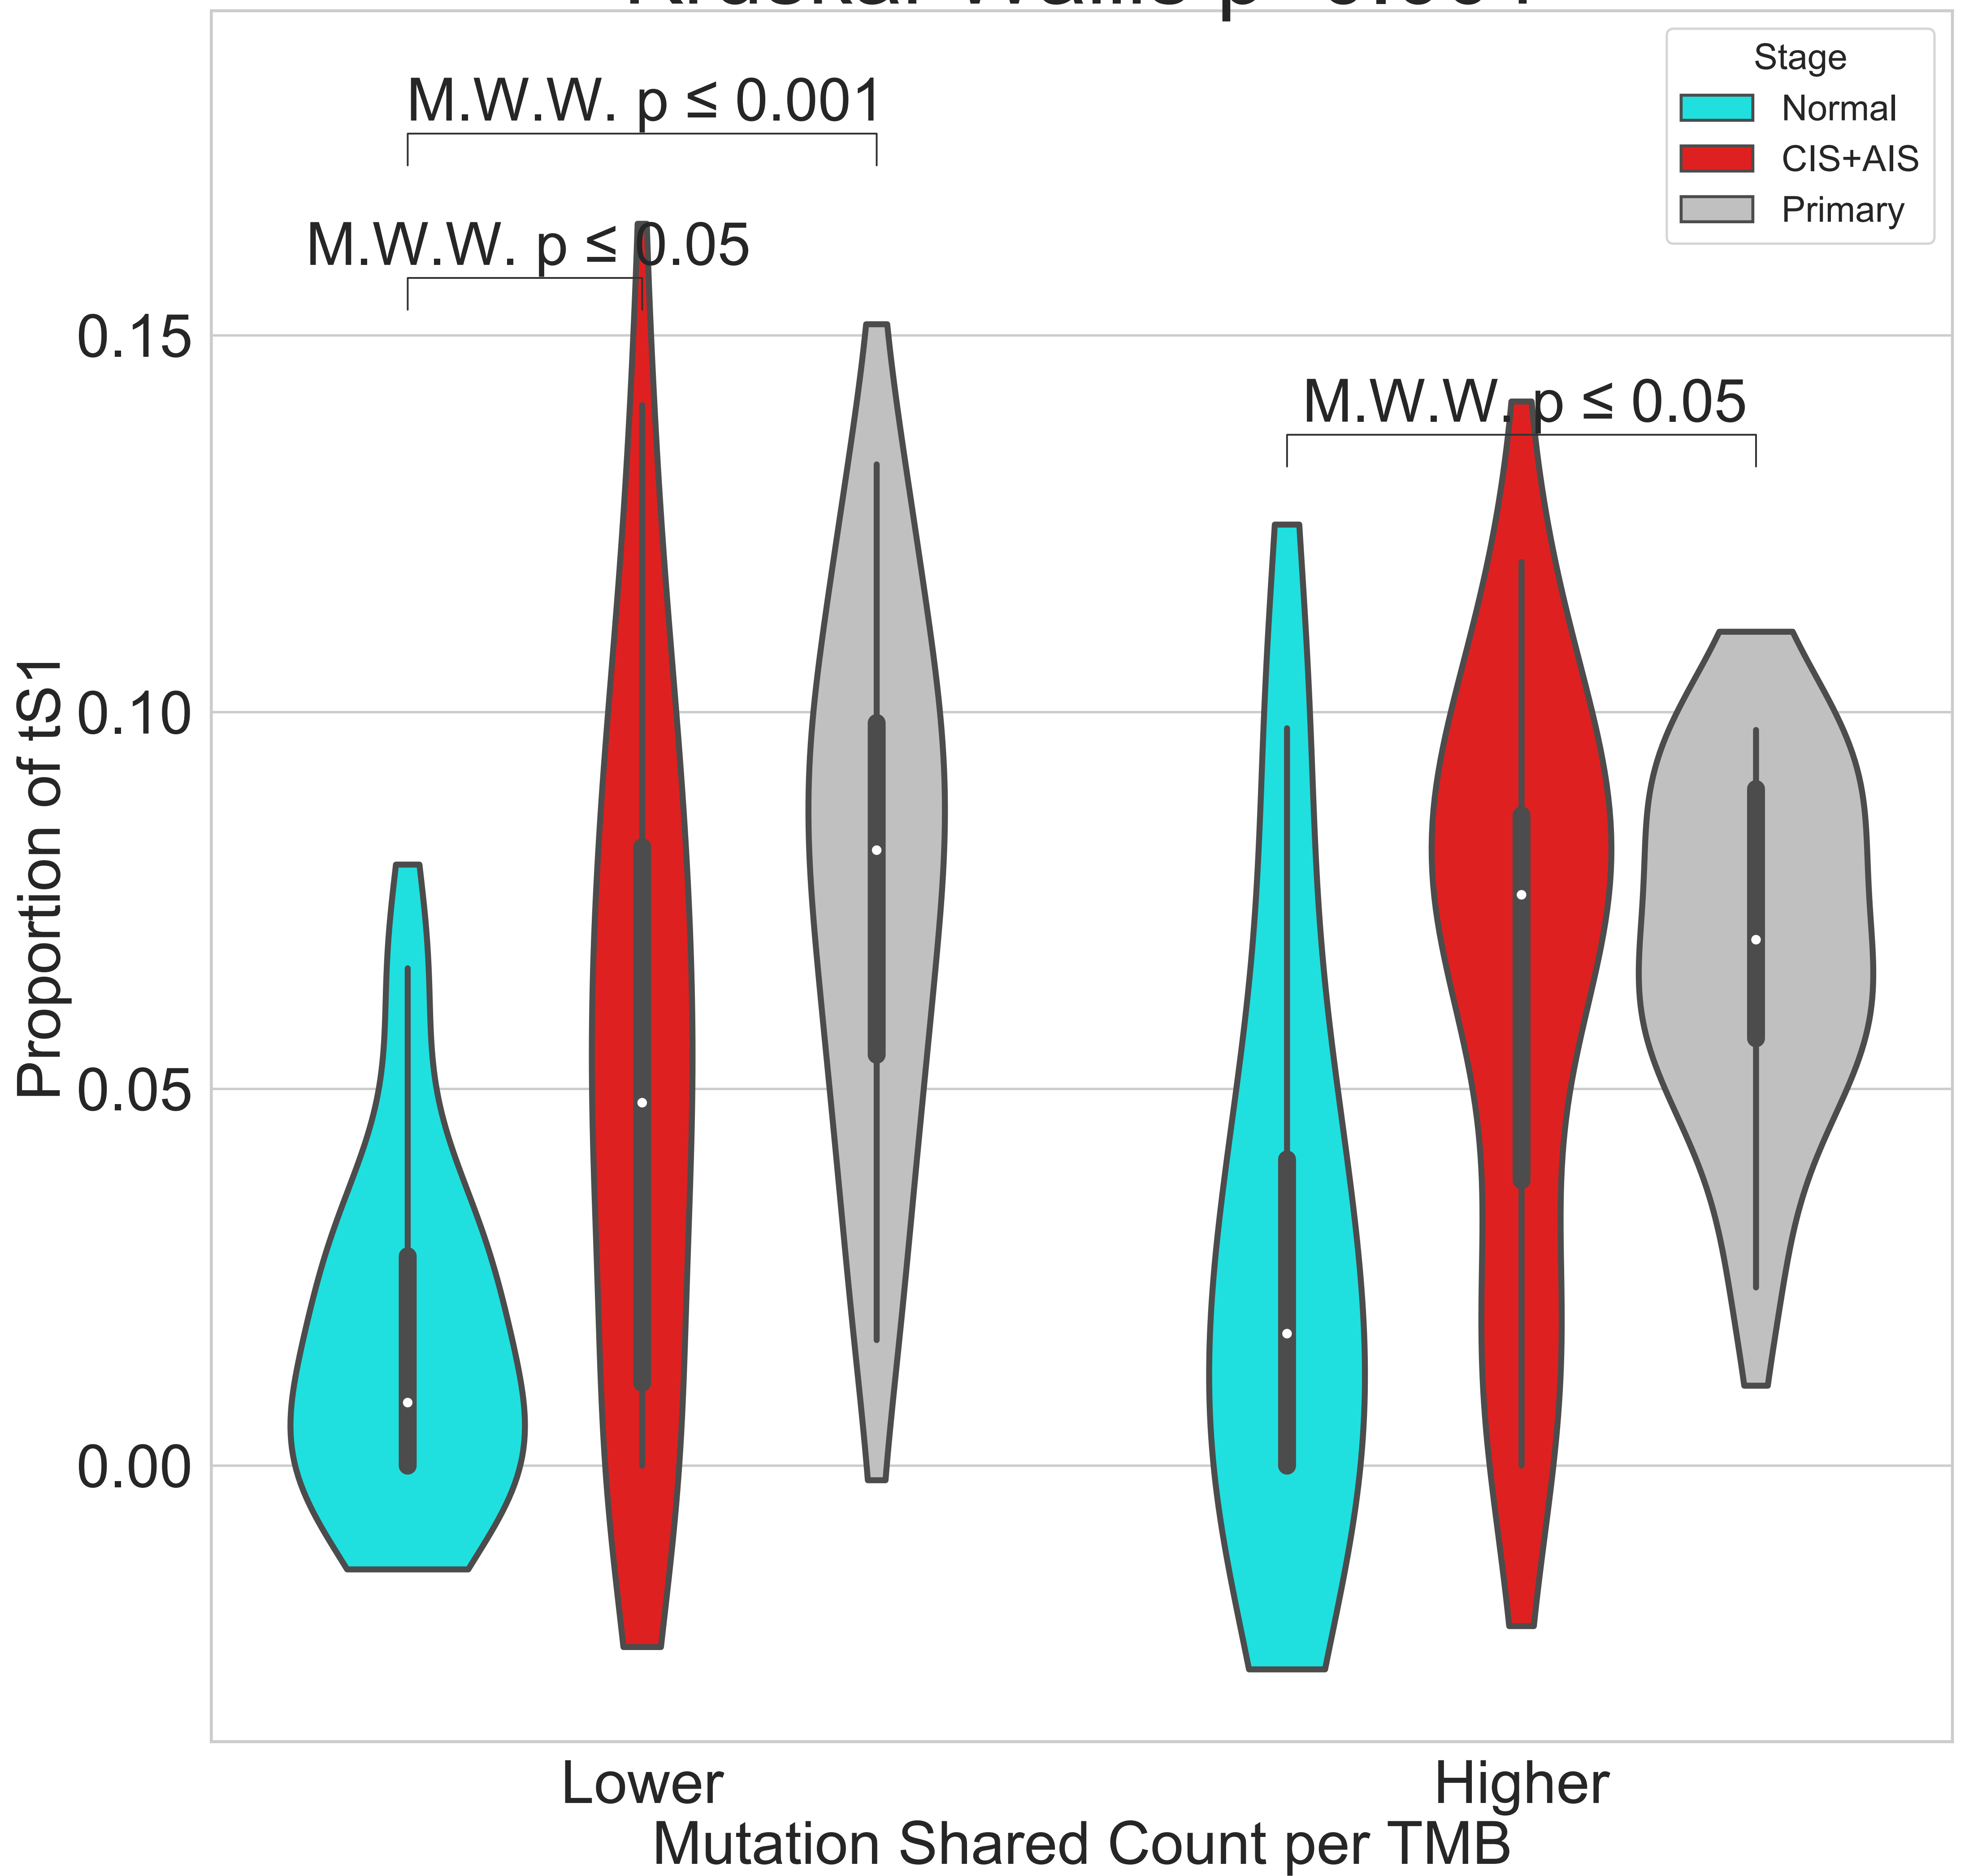 M.W.W. p ≤ 0.001
M.W.W. p ≤ 0.05
M.W.W. p ≤ 0.05
Stage
Normal
CIS+AIS
Primary
Proportion of tS1
0.15
0.10
0.05
0.00
Lower
Higher
Mutation Shared Count per TMB